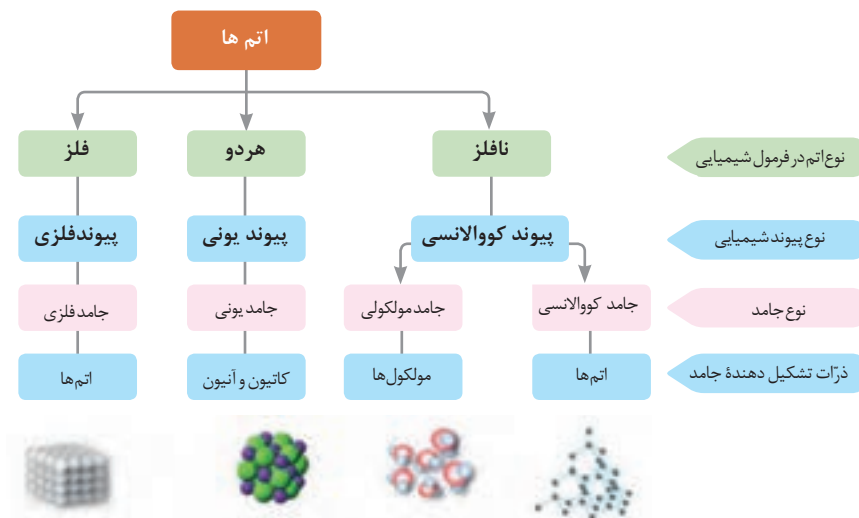 اتم ها
نوع اتم در فرمول شیمیایی
نافلز
هردو
فلز
نوع پیوند شیمیایی
پیوند کووالانسی
پیوند یونی
پیوندفلزی
نوع جامد
جامد کووالانسی
جامد مولکولی
جامد یونی
جامد فلزی
ذرّات تشکیل دهندۀ جامد
اتم‌ها
مولکول‌ها
کاتیون و آنیون
اتم‌ها